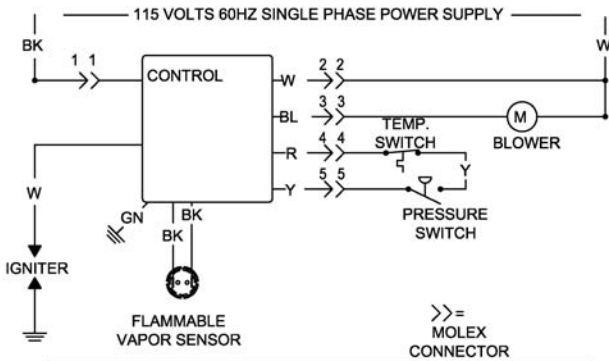 115 VOLTS 60HZ SINGLE PHASE POWER SUPPLY
BK
W
1 1
CONTROL
W
2 2
BL
3 3
M
BLOWER
TEMP.
SWITCH
R
4 4
Y
Y
5 5
PRESSURE
SWITCH
W
GN
BK
BK
IGNITER
FLAMMABLE
VAPOR SENSOR
>>=
MOLEX
CONNECTOR